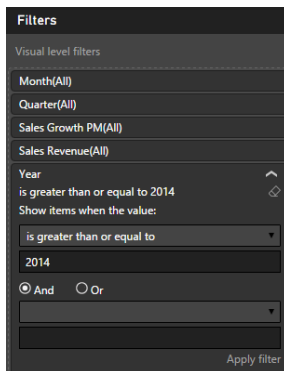 Filters
Visual level filters
Month(All)
Quarter(All)
Sales Growth PM(All)
Sales Revenue(All)
Year
is greater than or equal to 2014
Show items when the value:
is greater than or equal to
2014
And Or
Apply filter